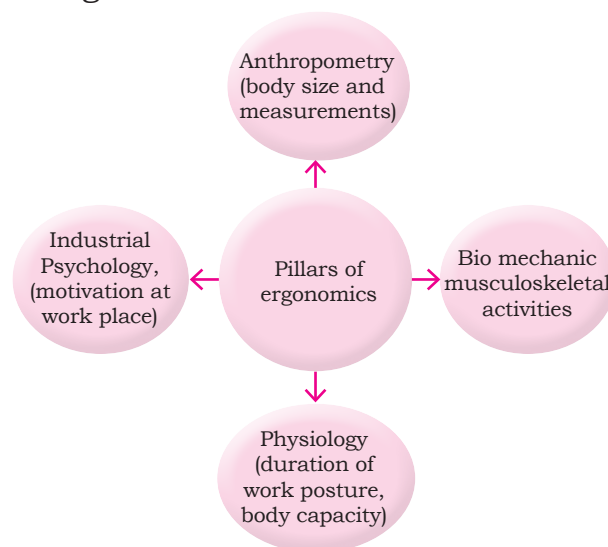 Anthropometry
(body size and
measurements)
Industrial
Psychology,
(motivation at
work place)
Pillars of
ergonomics
Bio mechanic
musculoskeletal
activities
Physiology
(duration of
work posture,
body capacity)